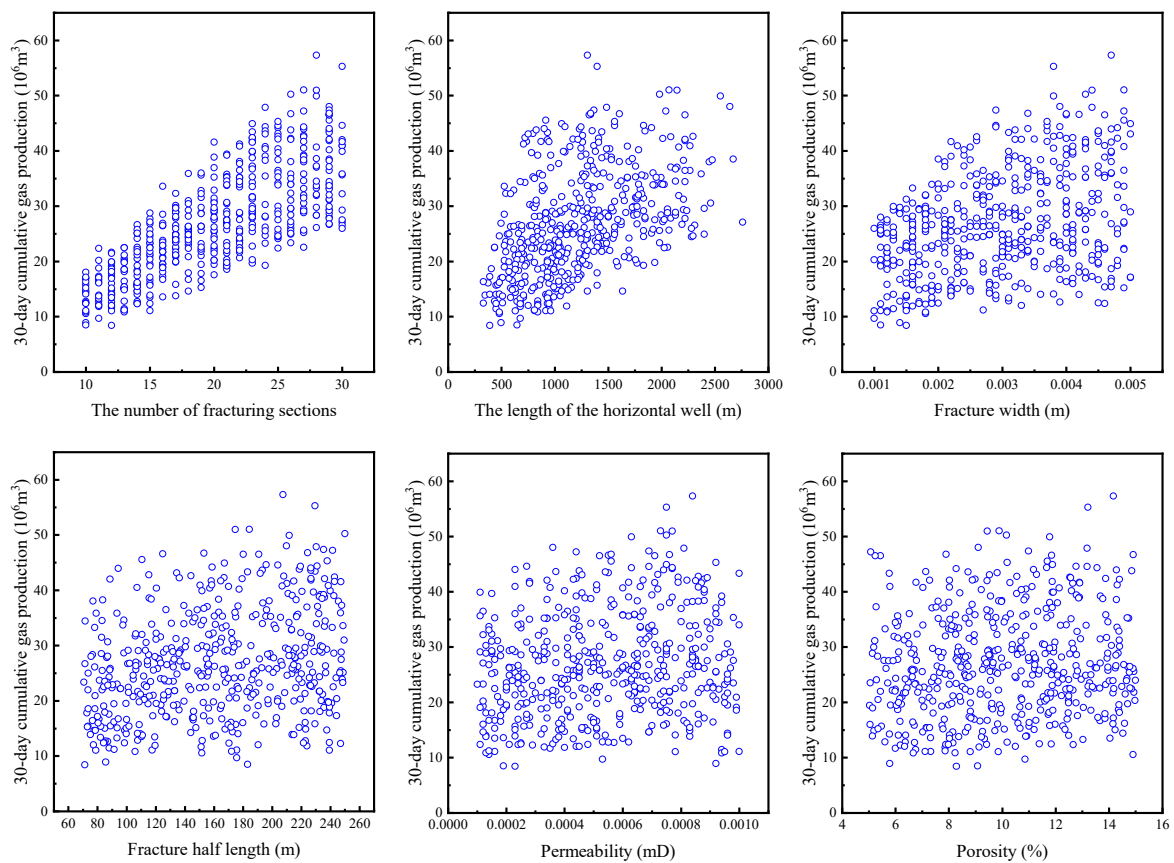 30-day cumulative gas production (10⁶m³)
60
50
40
30
20
10
0
10 15 20 25 30
The number of fracturing sections
30-day cumulative gas production (10⁶m³)
60
50
40
30
20
10
0
0 500 1000 1500 2000 2500 3000
The length of the horizontal well (m)
30-day cumulative gas production (10⁶m³)
60
50
40
30
20
10
0
0.001 0.002 0.003 0.004 0.005
Fracture width (m)
30-day cumulative gas production (10⁶m³)
60
50
40
30
20
10
0
60 80 100 120 140 160 180 200 220 240 260
Fracture half length (m)
30-day cumulative gas production (10⁶m³)
60
50
40
30
20
10
0
0.0000 0.0002 0.0004 0.0006 0.0008 0.0010
Permeability (mD)
30-day cumulative gas production (10⁶m³)
60
50
40
30
20
10
0
4 6 8 10 12 14 16
Porosity (%)